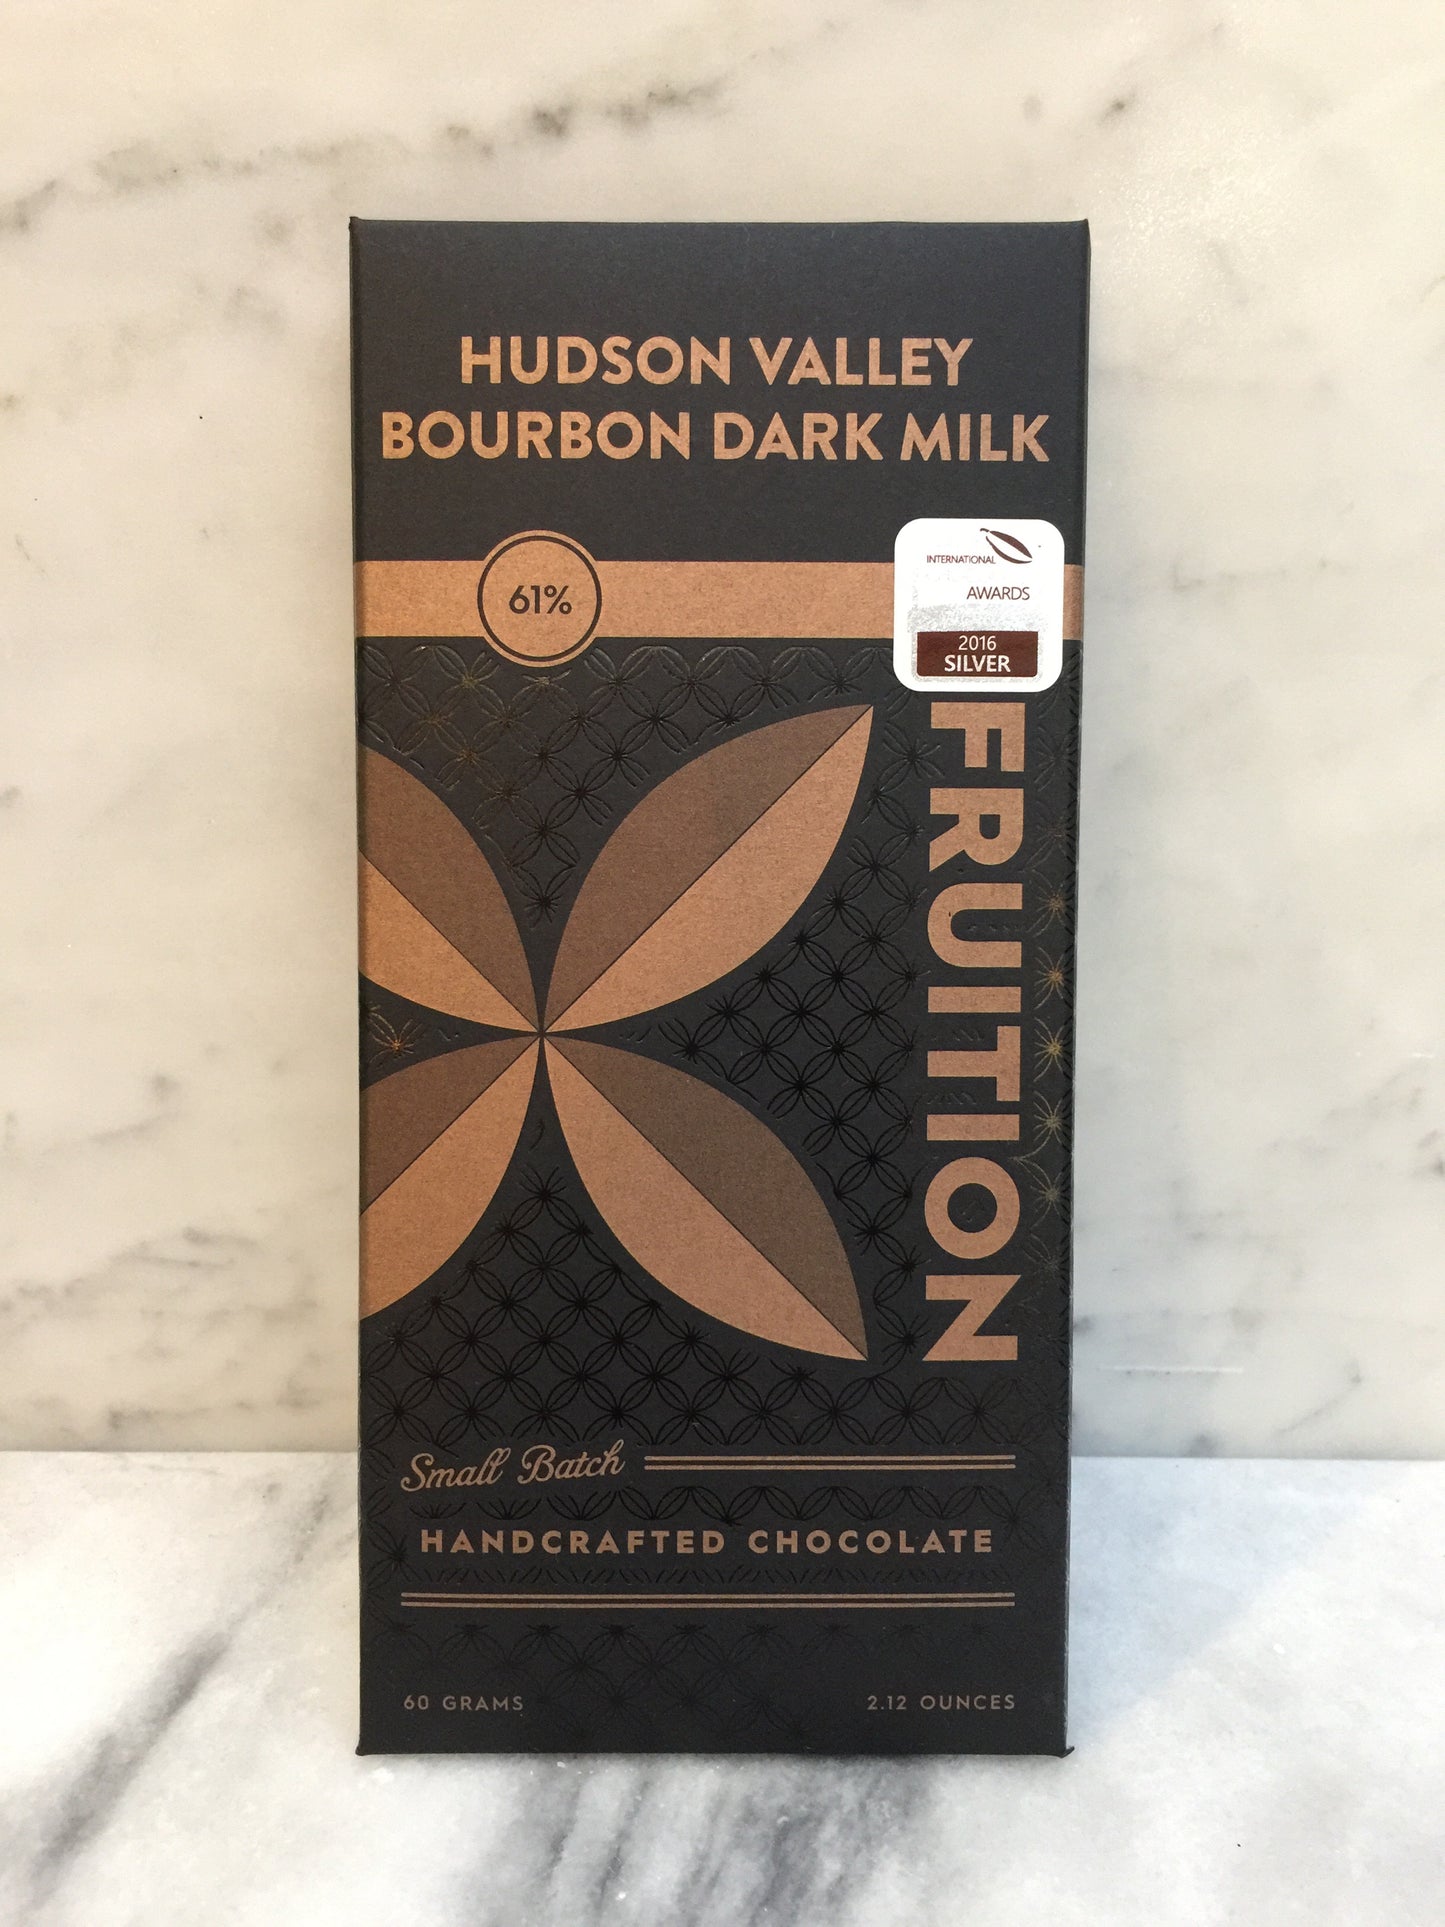 HUDSON VALLEY
BOURBON DARK MILK
61%
INTERNATIONAL
AWARDS
2016
SILVER
FRUITION
Small Batch
HANDCRAFTED CHOCOLATE
60 GRAMS
2.12 OUNCES